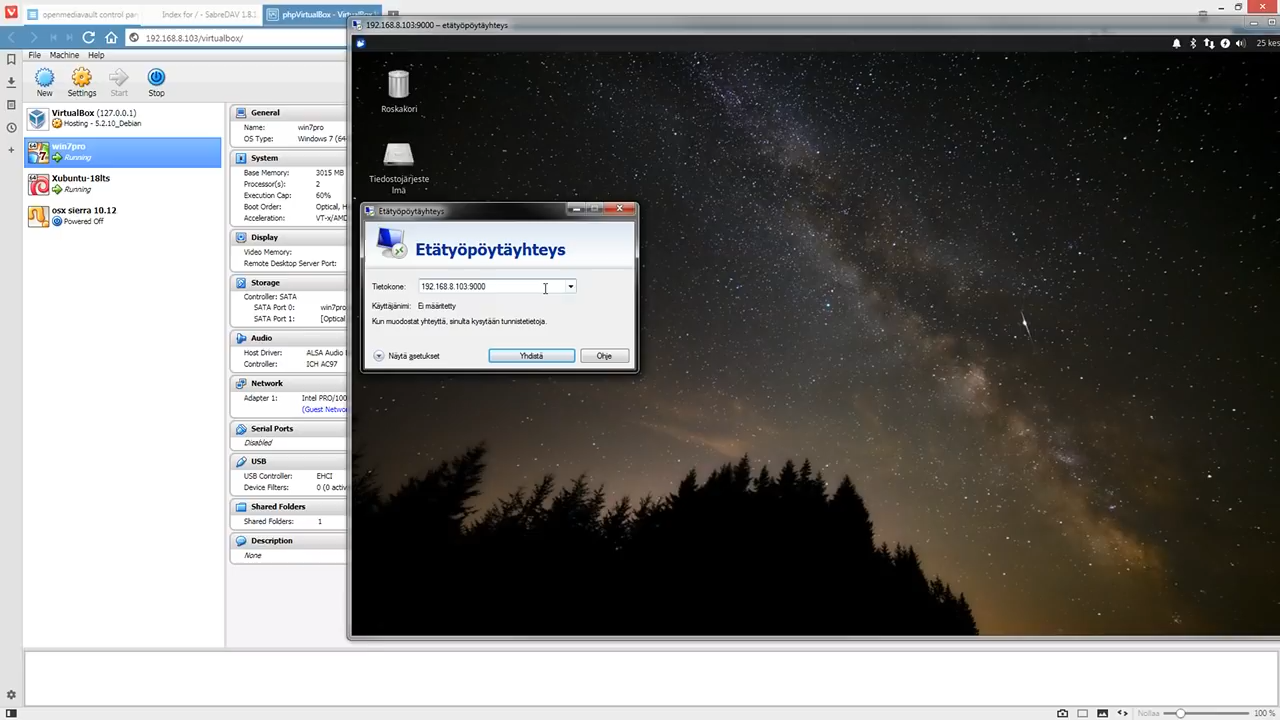 openmediavault control pan
Index for / - SabreDAV 1.8.
phpVirtualBox - VirtualBox
192.168.8.103/virtualbox/
File Machine Help
New Settings Start Stop
VirtualBox (127.0.0.1)
Hosting - 5.2.10_Debian
win7pro
Running
Xubuntu-18lts
Running
osx sierra 10.12
Powered Off
General
Name: win7pro
OS Type: Windows 7 (64
System
Base Memory: 3015 MB
Processor(s): 2
Execution Cap: 60%
Boot Order: Optical, H
Acceleration: VT-x/AMD
Display
Video Memory:
Remote Desktop Server Port:
Storage
Controller: SATA
SATA Port 0: win7pro
SATA Port 1: [Optical
Audio
Host Driver: ALSA Audio
Controller: ICH AC97
Network
Adapter 1: Intel PRO/100
(Guest Networ
Serial Ports
Disabled
USB
USB Controller: EHCI
Device Filters: 0 (0 activ
Shared Folders
Shared Folders: 1
Description
None
192.168.8.103:9000 – etätyöpöytäyhteys
25 kes
Roskakori
Tiedostojärjeste
lmä
Etätyöpöytäyhteys
Etätyöpöytäyhteys
Tietokone: 192.168.8.103:9000
Käyttäjänimi: Ei määritetty
Kun muodostat yhteyttä, sinulta kysytään tunnistetietoja.
Näytä asetukset
Yhdistä
Ohje
Nollaa
100 %